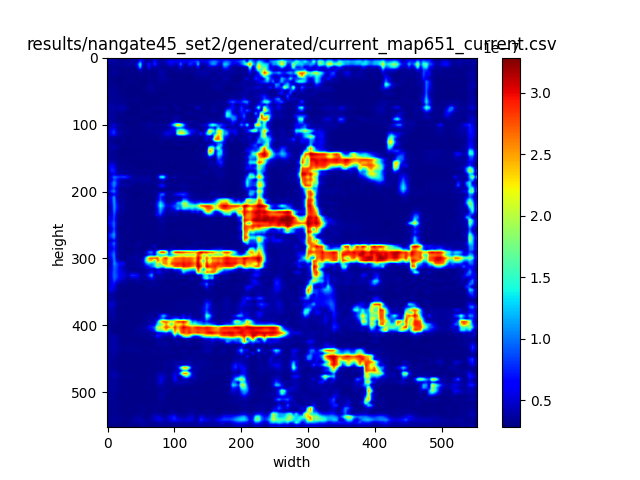 results/nangate45_set2/generated/current_map651_current.csv
1e−7
0
100
200
300
400
500
height
0 100 200 300 400 500
width
3.0
2.5
2.0
1.5
1.0
0.5